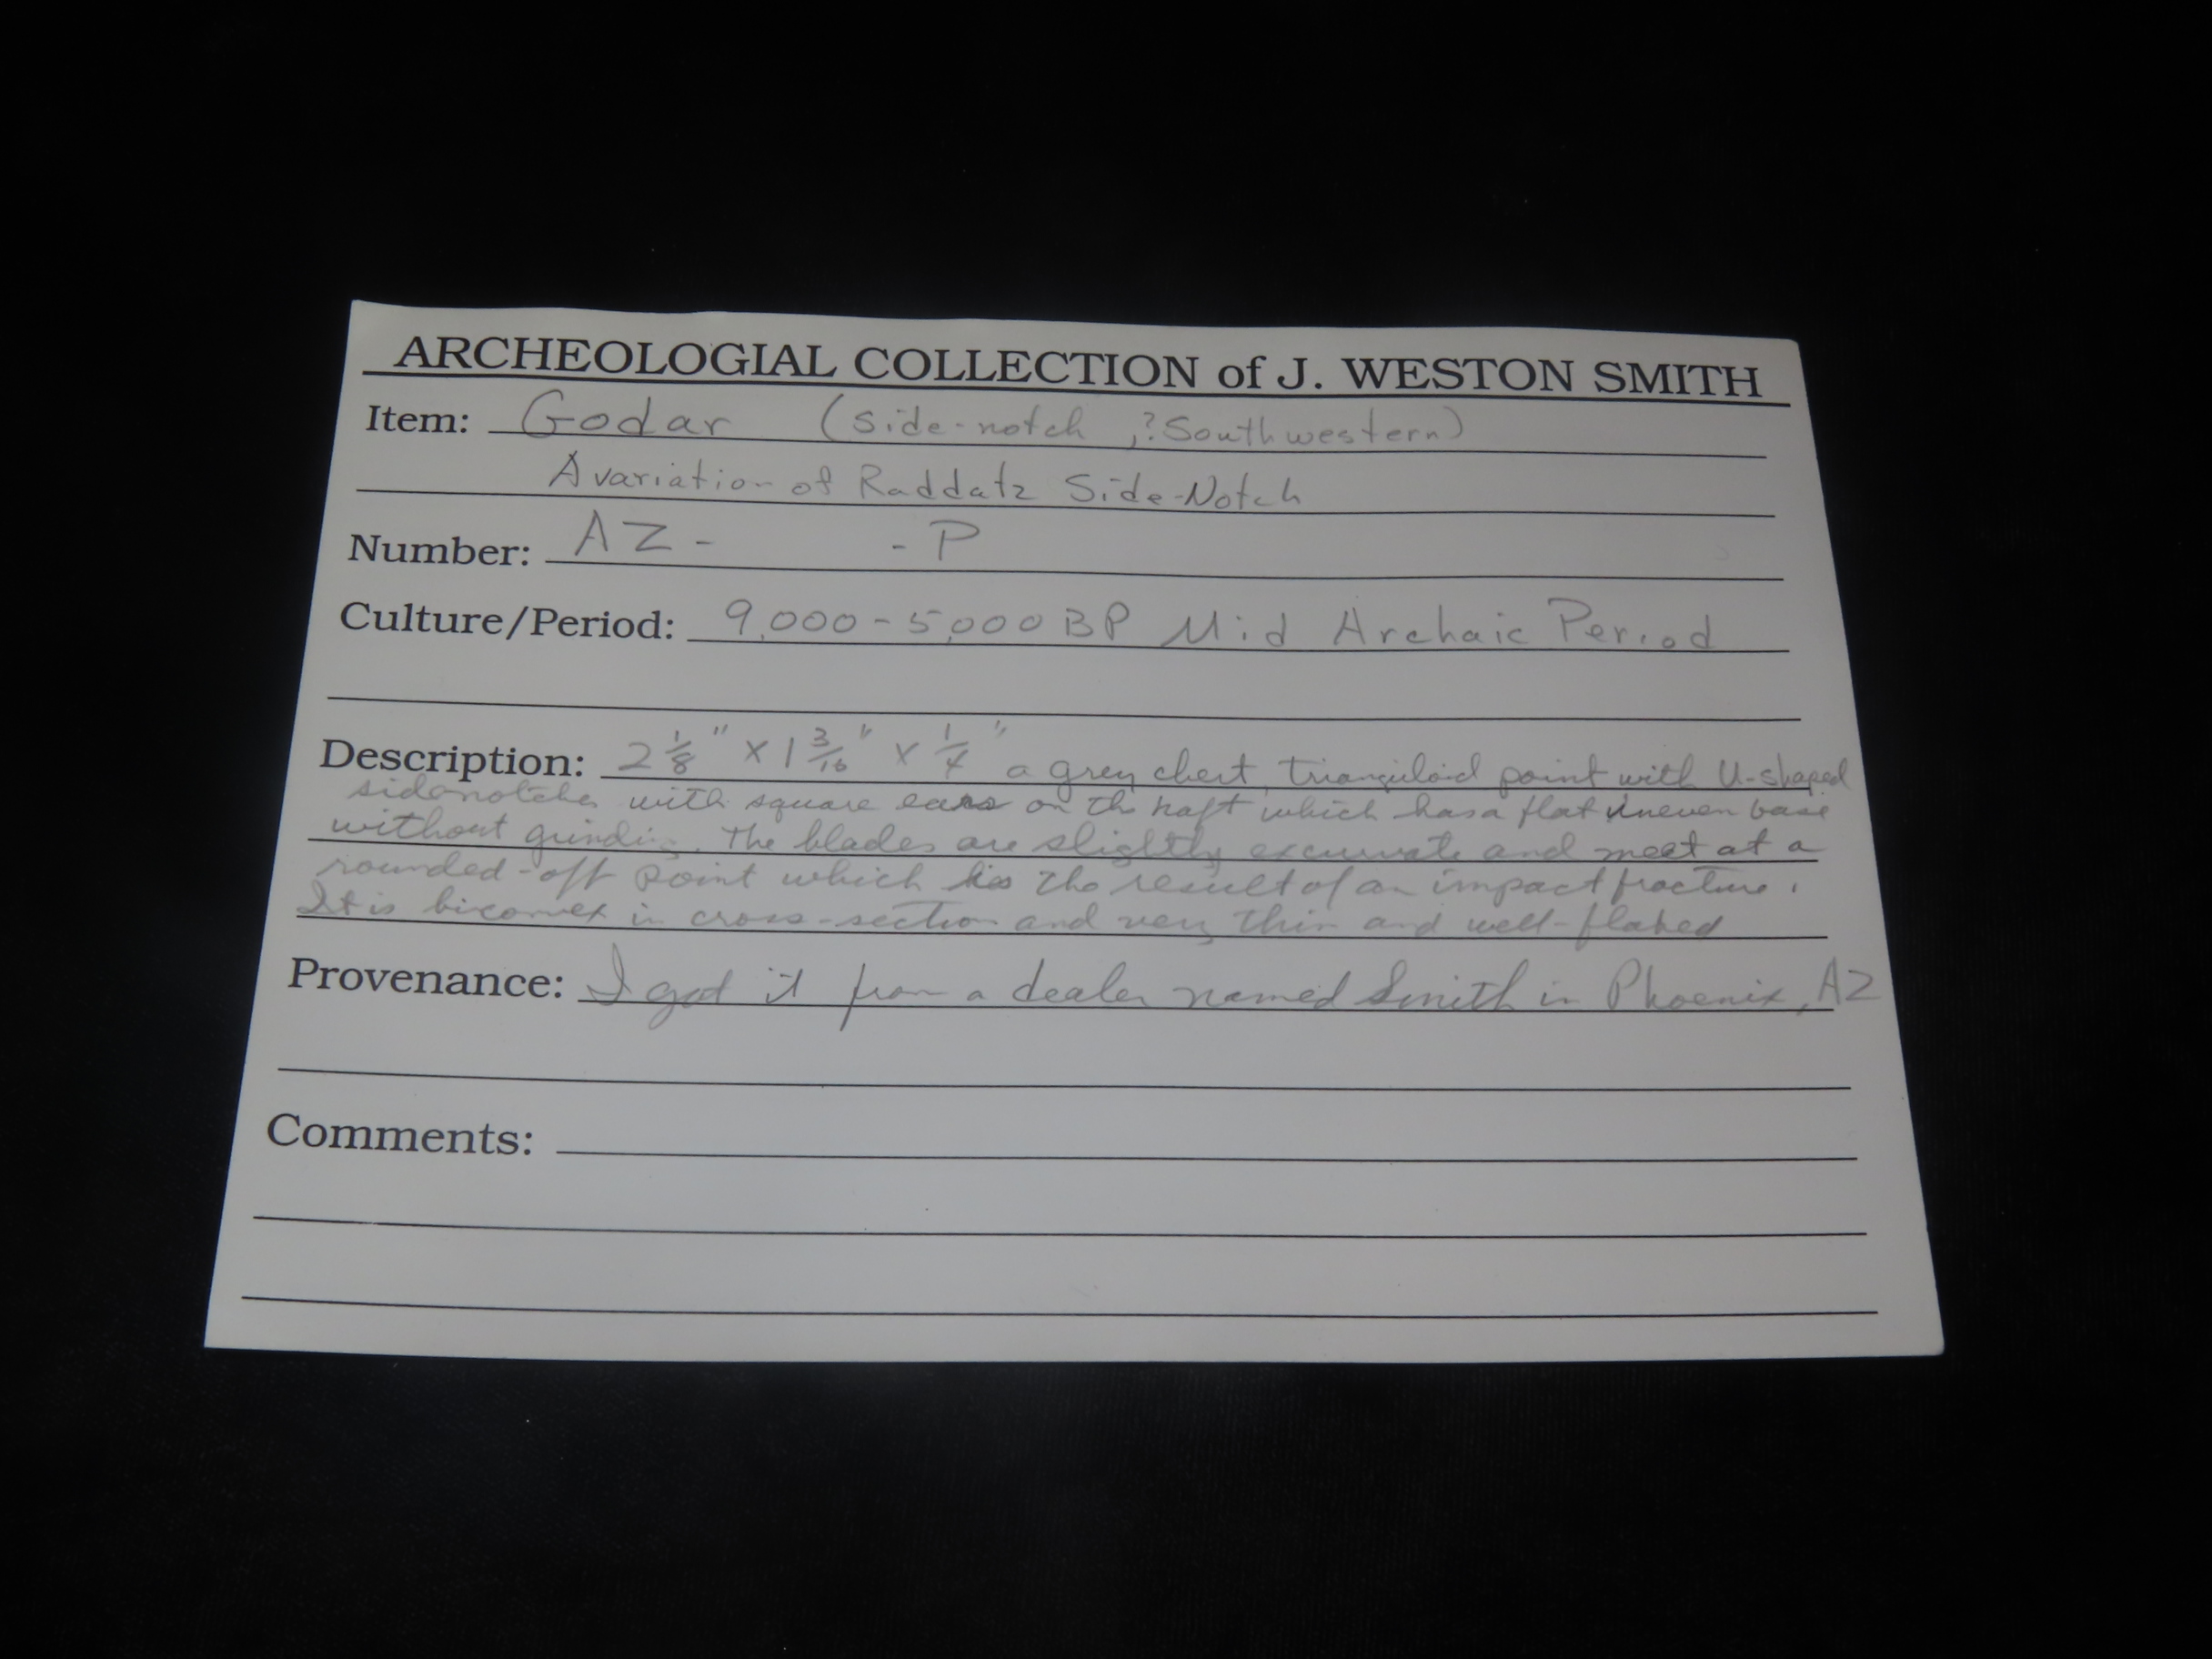 ARCHEOLOGIAL COLLECTION of J. WESTON SMITH
Item: Godar (side-notch ,?Southwestern)
A variation of Raddatz Side-Notch
Number: AZ- -P
Culture/Period: 9,000-5,000 BP Mid Archaic Period
Description: 2 1/8" x 1 3/16" x 1/4" a grey chert, trianguloid point with U-shaped
sidenotches with square ears on the haft which has a flat uneven base
without grinding. The blades are slightly excurvate and meet at a
rounded-off point which is the result of an impact fracture.
It is biconvex in cross-section and very thin and well-flaked
Provenance: I got it from a dealer named Smith in Phoenix, AZ
Comments: